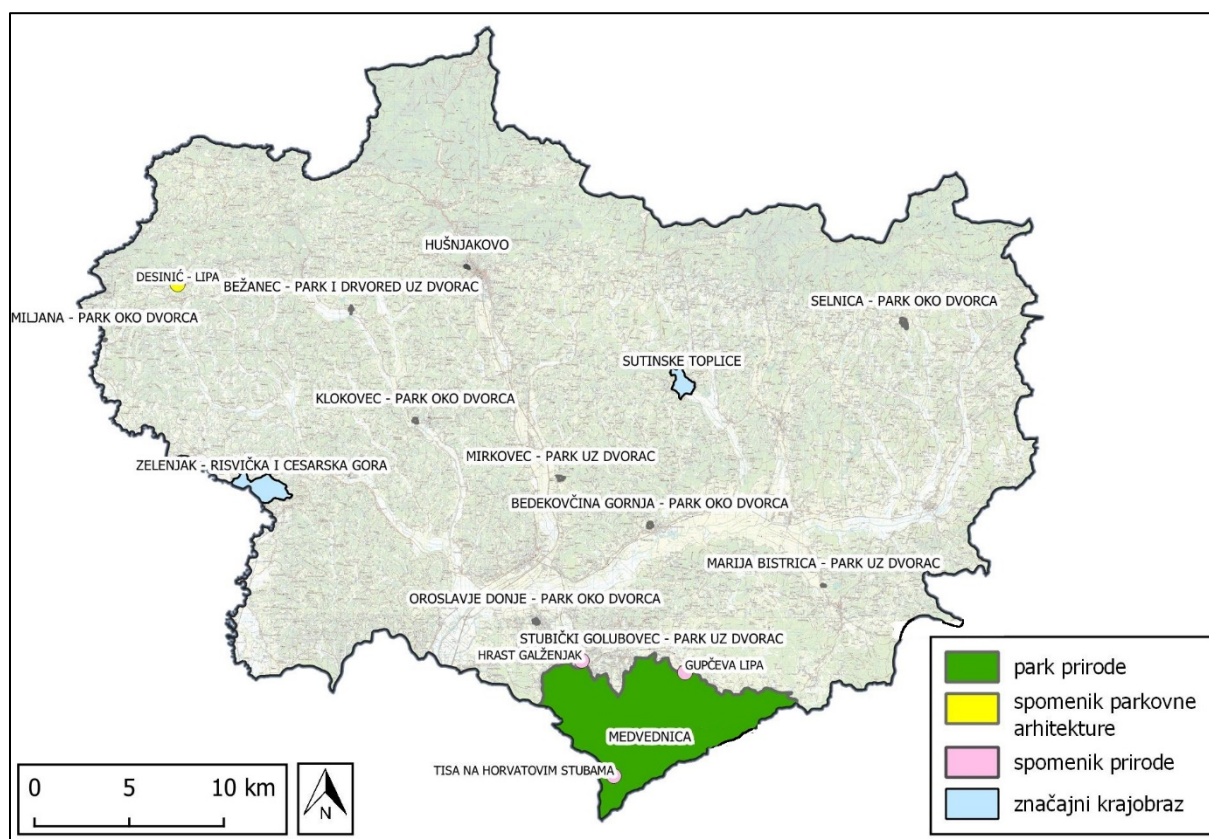 HUŠNJAKOVO
DESINIĆ - LIPA
BEŽANEC - PARK I DRVORED UZ DVORAC
SELNICA - PARK OKO DVORCA
MILJANA - PARK OKO DVORCA
SUTINSKE TOPLICE
KLOKOVEC - PARK OKO DVORCA
MIRKOVEC - PARK UZ DVORAC
ZELENJAK - RISVIČKA I CESARSKA GORA
BEDEKOVČINA GORNJA - PARK OKO DVORCA
MARIJA BISTRICA - PARK UZ DVORAC
OROSLAVJE DONJE - PARK OKO DVORCA
STUBIČKI GOLUBOVEC - PARK UZ DVORAC
HRAST GALŽENJAK
GUPČEVA LIPA
MEDVEDNICA
TISA NA HORVATOVIM STUBAMA
park prirode
spomenik parkovne
arhitekture
spomenik prirode
značajni krajobraz
0 5 10 km
N